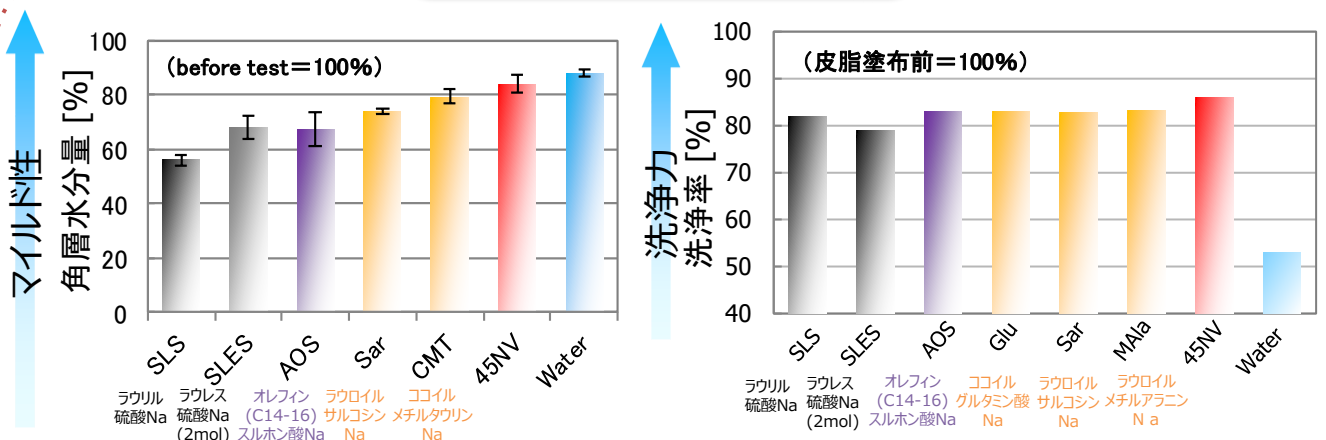 マイルド性
角層水分量 [%]
(before test＝100%)
100
80
60
40
20
0
SLS
SLES
AOS
Sar
CMT
45NV
Water
ラウリル
硫酸Na
ラウレス
硫酸Na
(2mol)
オレフィン
(C14-16)
スルホン酸Na
ラウロイル
サルコシン
Na
ココイル
メチルタウリン
Na
洗浄力
洗浄率 [%]
（皮脂塗布前＝100%）
100
90
80
70
60
50
40
SLS
SLES
AOS
Glu
Sar
MAla
45NV
Water
ラウリル
硫酸Na
ラウレス
硫酸Na
(2mol)
オレフィン
(C14-16)
スルホン酸Na
ココイル
グルタミン酸
Na
ラウロイル
サルコシン
Na
ラウロイル
メチルアラニン
Ｎａ